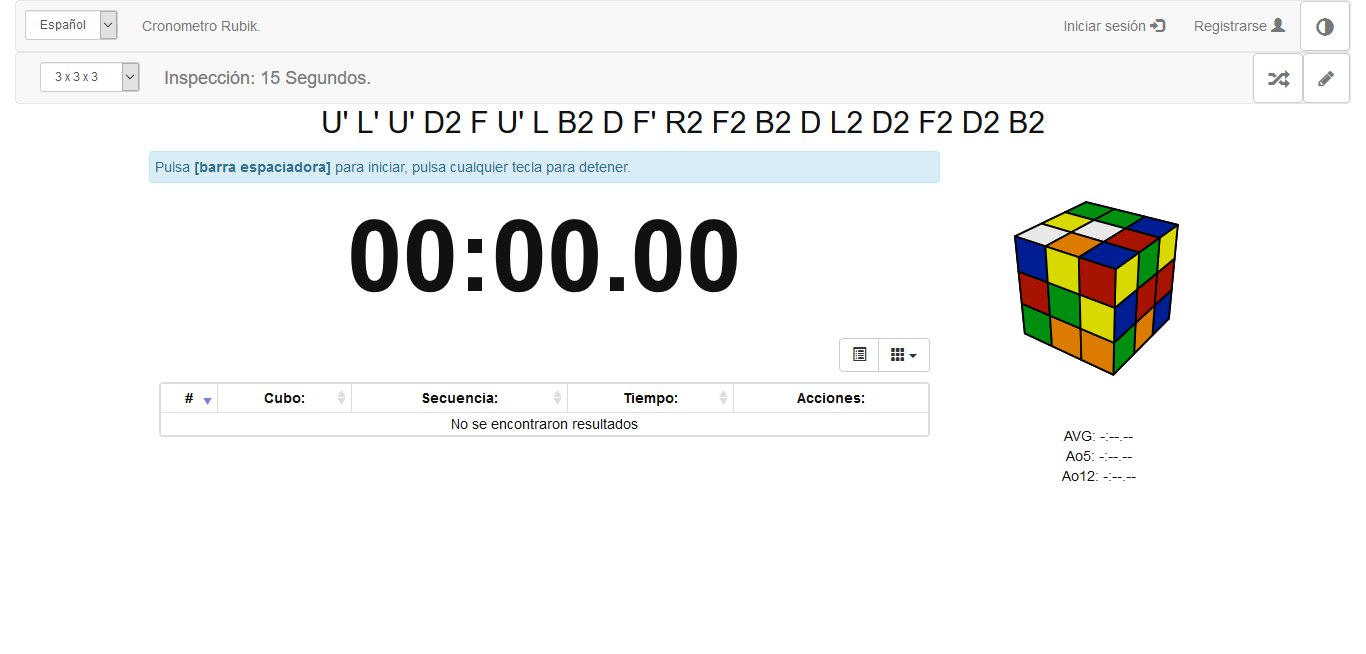 Español Cronometro Rubik. Iniciar sesión Registrarse
3 x 3 x 3 Inspección: 15 Segundos.
U' L' U' D2 F U' L B2 D F' R2 F2 B2 D L2 D2 F2 D2 B2
Pulsa [barra espaciadora] para iniciar, pulsa cualquier tecla para detener.
00:00.00
# Cubo: Secuencia: Tiempo: Acciones:
No se encontraron resultados
AVG: -:--.--
Ao5: -:--.--
Ao12: -:--.--